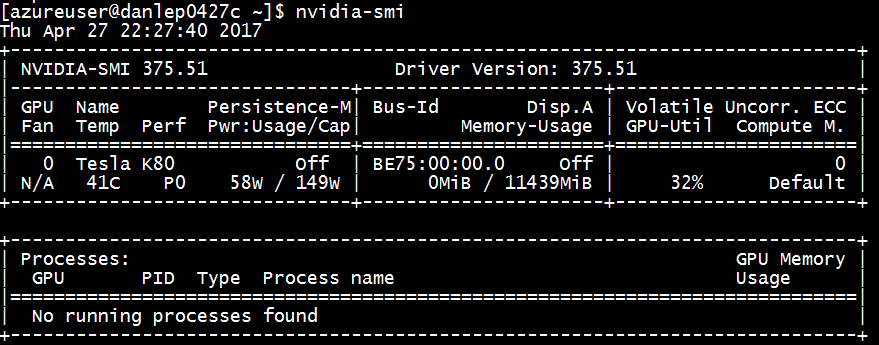 [azureuser@danlep0427c ~]$ nvidia-smi
Thu Apr 27 22:27:40 2017
+-----------------------------------------------------------------------------+
| NVIDIA-SMI 375.51                 Driver Version: 375.51                    |
|-------------------------------+----------------------+----------------------+
| GPU  Name        Persistence-M| Bus-Id        Disp.A | Volatile Uncorr. ECC |
| Fan  Temp  Perf  Pwr:Usage/Cap|         Memory-Usage | GPU-Util  Compute M. |
|===============================+======================+======================|
|   0  Tesla K80           Off  | BE75:00:00.0     Off |                    0 |
| N/A   41C    P0    58W / 149W |      0MiB / 11439MiB |     32%      Default |
+-------------------------------+----------------------+----------------------+

+-----------------------------------------------------------------------------+
| Processes:                                                       GPU Memory |
|  GPU       PID  Type  Process name                               Usage      |
|=============================================================================|
|  No running processes found                                                 |
+-----------------------------------------------------------------------------+